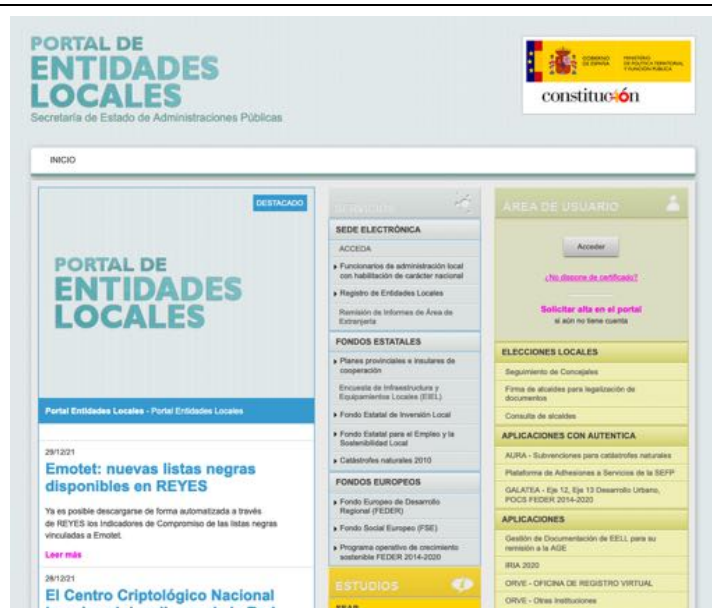 PORTAL DE
ENTIDADES
LOCALES
Secretaría de Estado de Administraciones Públicas
GOBIERNO
DE ESPAÑA
MINISTERIO
DE POLÍTICA TERRITORIAL
Y FUNCIÓN PÚBLICA
constitución
INICIO
DESTACADO
PORTAL DE
ENTIDADES
LOCALES
Portal Entidades Locales - Portal Entidades Locales
29/12/21
Emotet: nuevas listas negras
disponibles en REYES
Ya es posible descargarse de forma automatizada a través
de REYES los Indicadores de Compromiso de las listas negras
vinculadas a Emotet.
Leer más
28/12/21
El Centro Criptológico Nacional
SERVICIOS
SEDE ELECTRÓNICA
ACCEDA
Funcionarios de administración local
con habilitación de carácter nacional
Registro de Entidades Locales
Remisión de Informes de Área de
Extranjería
FONDOS ESTATALES
Planes provinciales e insulares de
cooperación
Encuesta de Infraestructura y
Equipamientos Locales (EIEL)
Fondo Estatal de Inversión Local
Fondo Estatal para el Empleo y la
Sostenibilidad Local
Catástrofes naturales 2010
FONDOS EUROPEOS
Fondo Europeo de Desarrollo
Regional (FEDER)
Fondo Social Europeo (FSE)
Programa operativo de crecimiento
sostenible FEDER 2014-2020
ESTUDIOS
AREA DE USUARIO
Acceder
¿No dispone de certificado?
Solicitar alta en el portal
si aún no tiene cuenta
ELECCIONES LOCALES
Seguimiento de Concejales
Firma de alcaldes para legalización de
documentos
Consulta de alcaldes
APLICACIONES CON AUTENTICA
AURA - Subvenciones para catástrofes naturales
Plataforma de Adhesiones a Servicios de la SEFP
GALATEA - Eje 12, Eje 13 Desarrollo Urbano,
POCS FEDER 2014-2020
APLICACIONES
Gestión de Documentación de EELL para su
remisión a la AGE
IRIA 2020
ORVE - OFICINA DE REGISTRO VIRTUAL
ORVE - Otras Instituciones